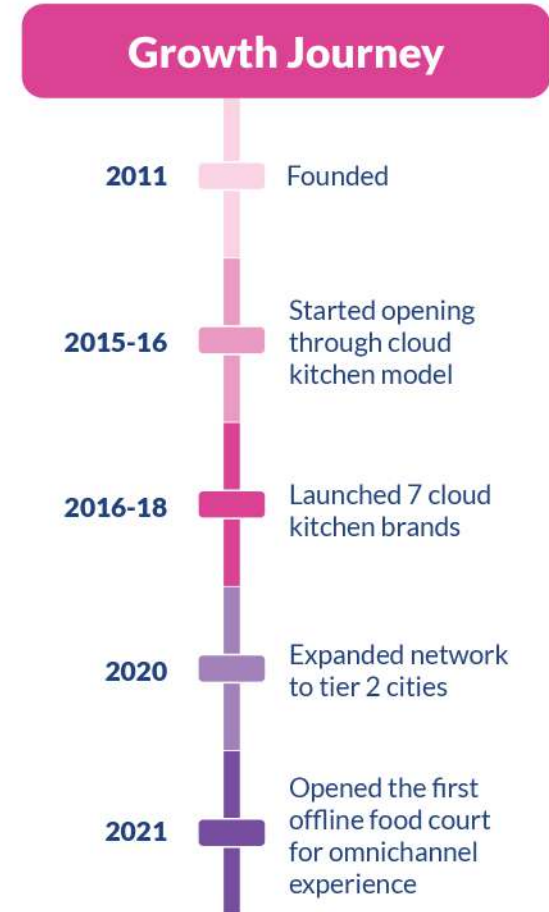 Growth Journey
2011
Founded
2015-16
Started opening
through cloud
kitchen model
2016-18
Launched 7 cloud
kitchen brands
2020
Expanded network
to tier 2 cities
2021
Opened the first
offline food court
for omnichannel
experience